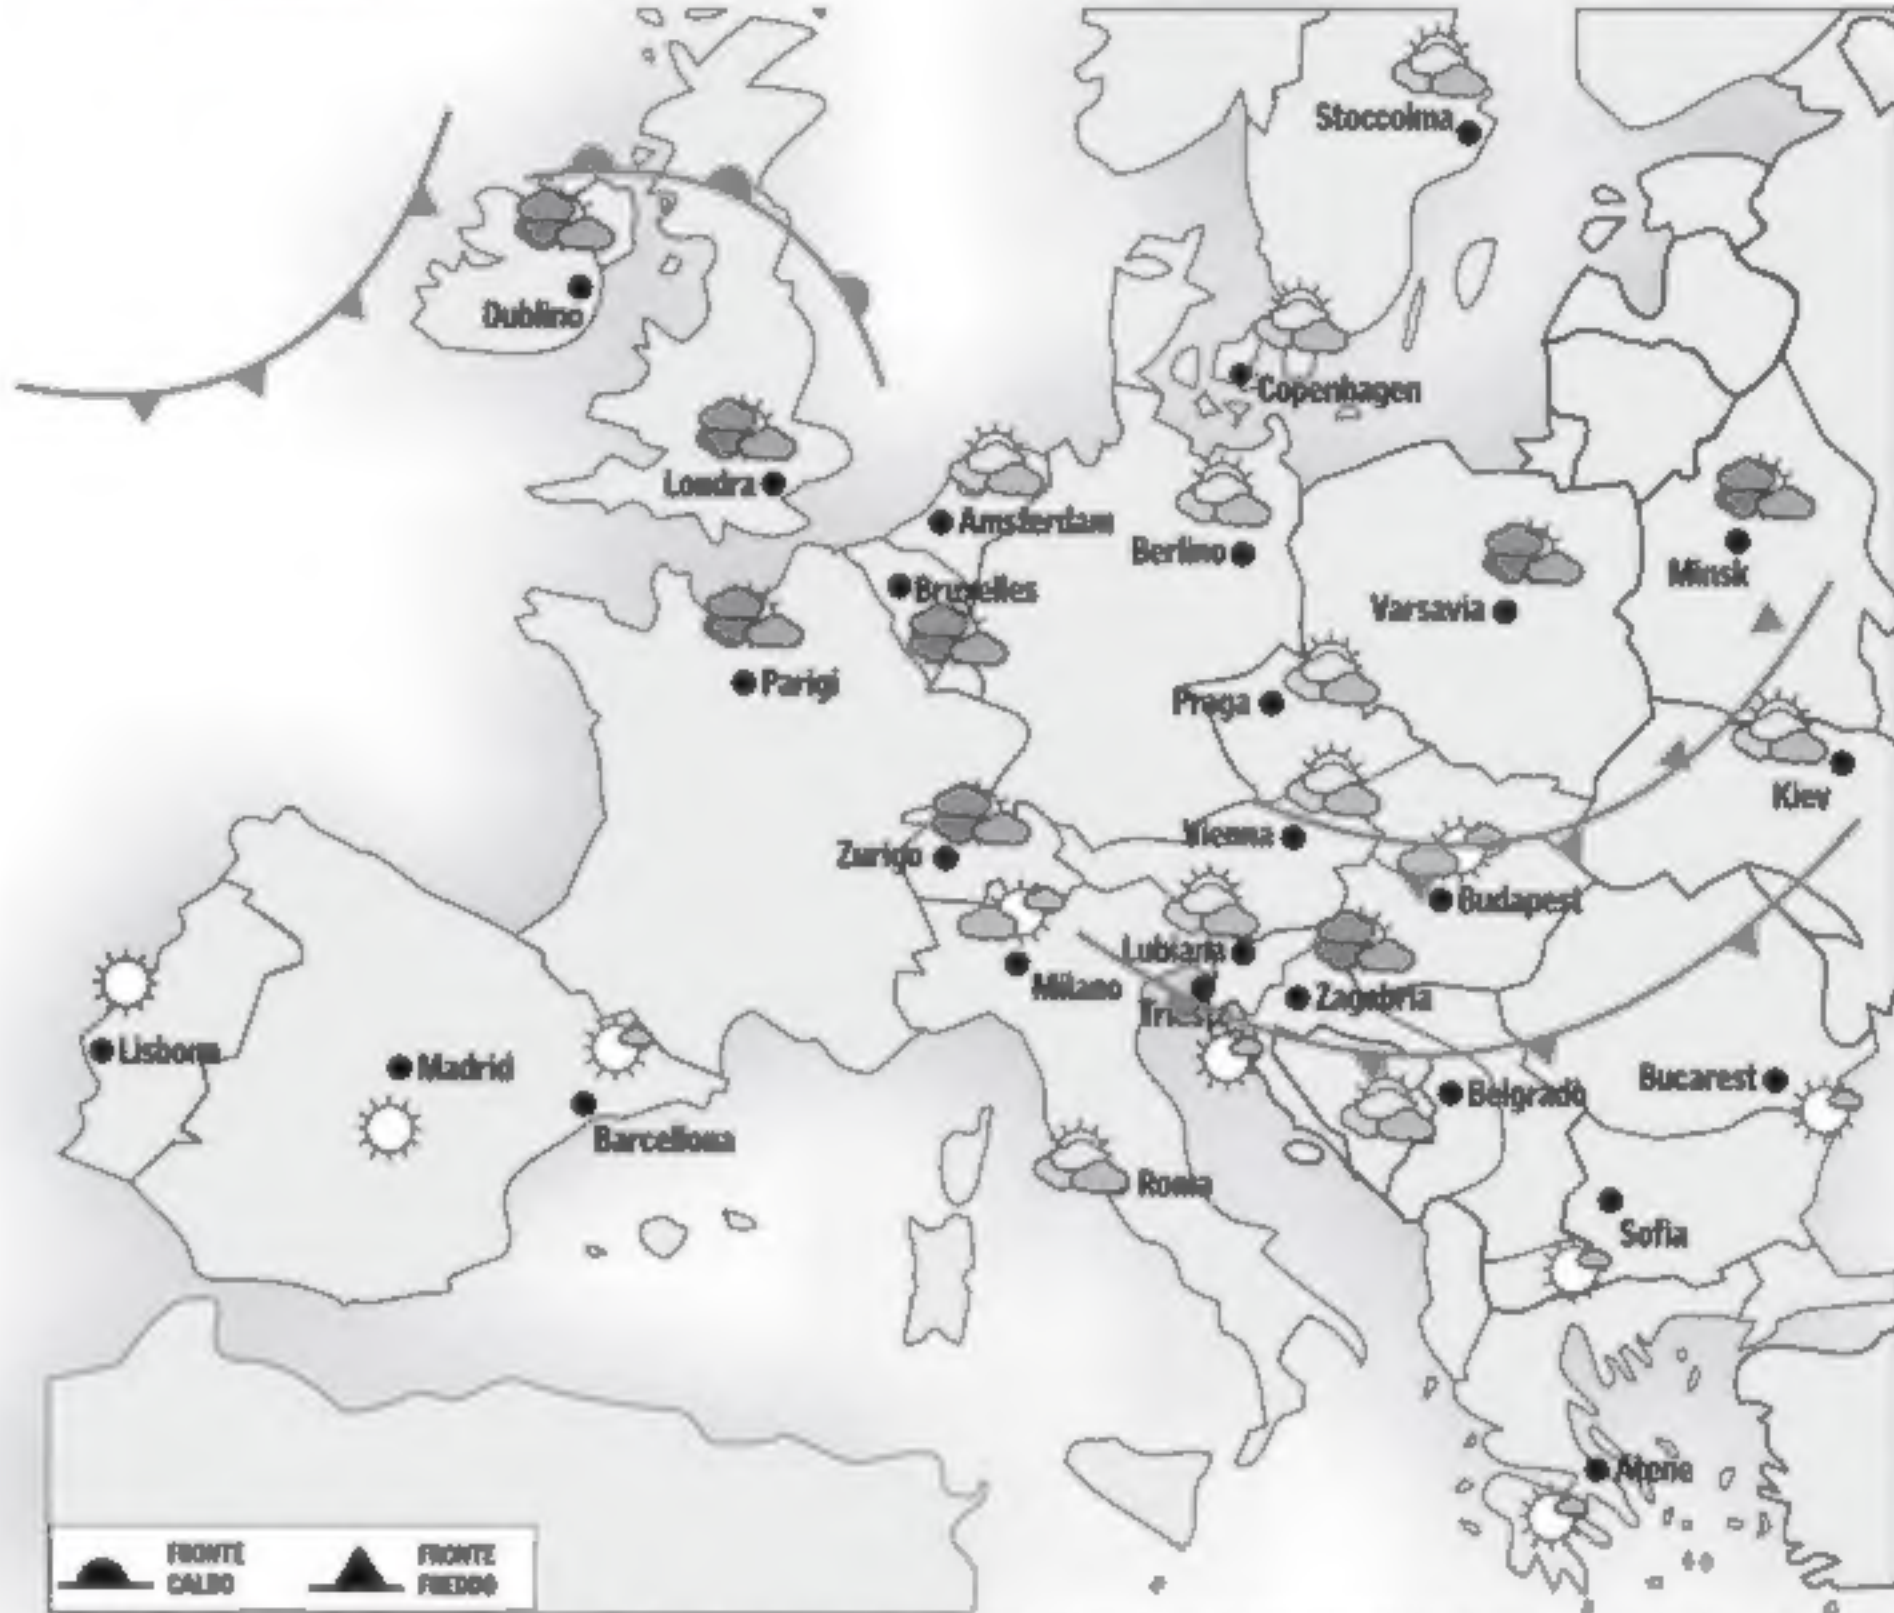 Stoccolma
Dublino
Copenhagen
Londra
Amsterdam
Berlino
Minsk
Bruxelles
Varsavia
Parigi
Praga
Kiev
Vienna
Zurigo
Budapest
Lubiana
Milano
Zagabria
Lisbona
Madrid
Belgrado
Bucarest
Barcellona
Roma
Sofia
Atene
FRONTE
CALDO
FRONTE
FREDDO